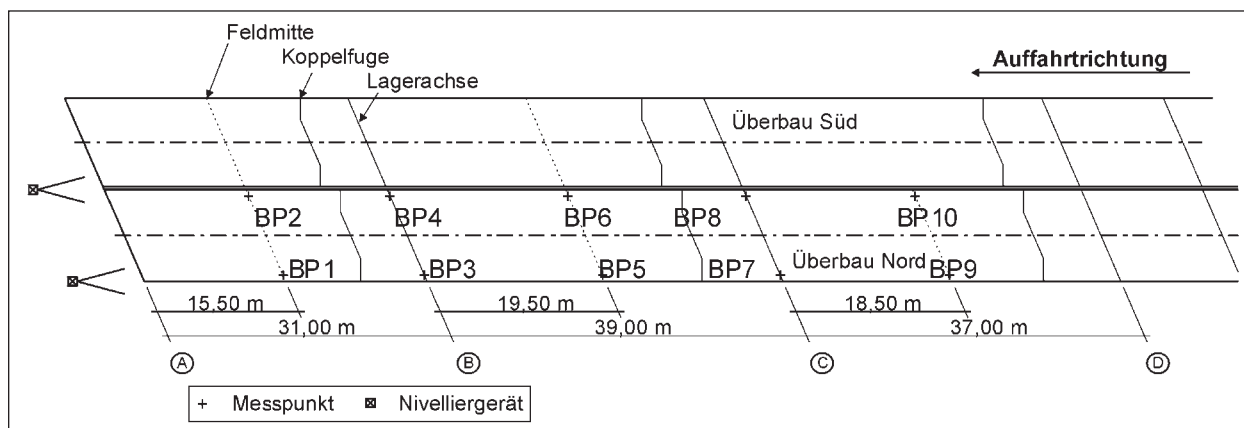 Feldmitte
Koppelfuge
Lagerachse
Auffahrtrichtung
Überbau Süd
BP2 BP4 BP6 BP8 BP10
Überbau Nord
BP1 BP3 BP5 BP7 BP9
15,50 m 19,50 m 18,50 m
31,00 m 39,00 m 37,00 m
A B C D
+ Messpunkt Nivelliergerät